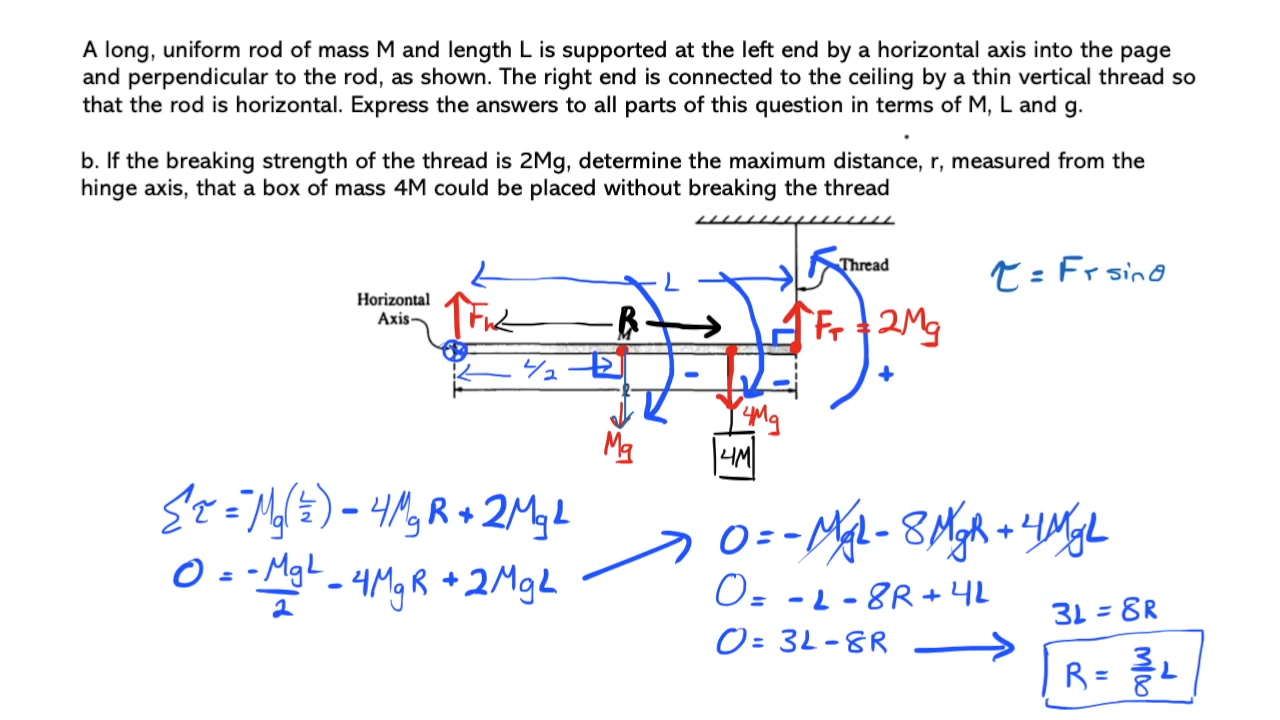 A long, uniform rod of mass M and length L is supported at the left end by a horizontal axis into the page
and perpendicular to the rod, as shown. The right end is connected to the ceiling by a thin vertical thread so
that the rod is horizontal. Express the answers to all parts of this question in terms of M, L and g.
b. If the breaking strength of the thread is 2Mg, determine the maximum distance, r, measured from the
hinge axis, that a box of mass 4M could be placed without breaking the thread
Thread
τ = Fr sinθ
L
Horizontal
Axis
Fh
R
M
F_T = 2Mg
L/2
-
-
+
ℓ
4Mg
Mg
4M
Στ = -Mg(L/2) - 4MgR + 2MgL
0 = -MgL/2 - 4MgR + 2MgL
0 = -MgL - 8MgR + 4MgL
0 = -L - 8R + 4L
0 = 3L - 8R
3L = 8R
R = 3/8 L